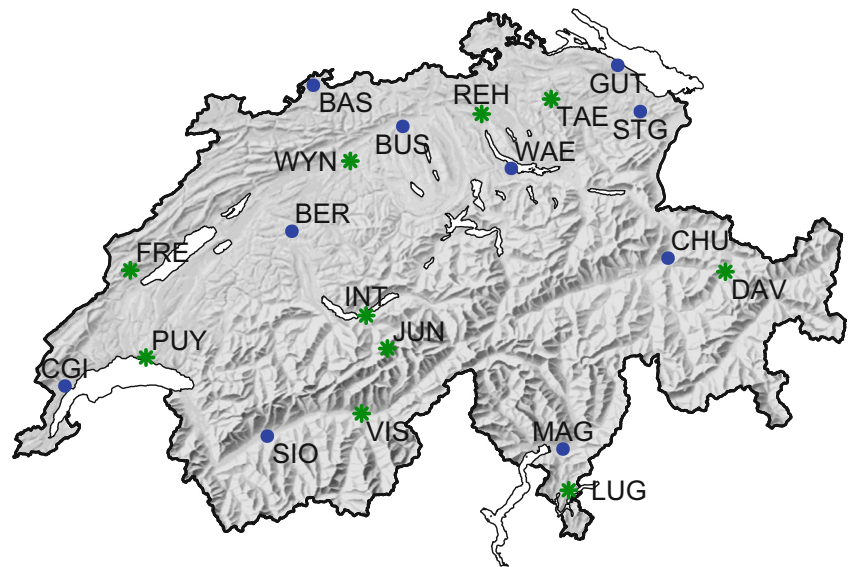 GUT
BAS
REH
TAE
STG
BUS
WAE
WYN
BER
CHU
FRE
DAV
INT
JUN
PUY
CGI
VIS
MAG
SIO
LUG